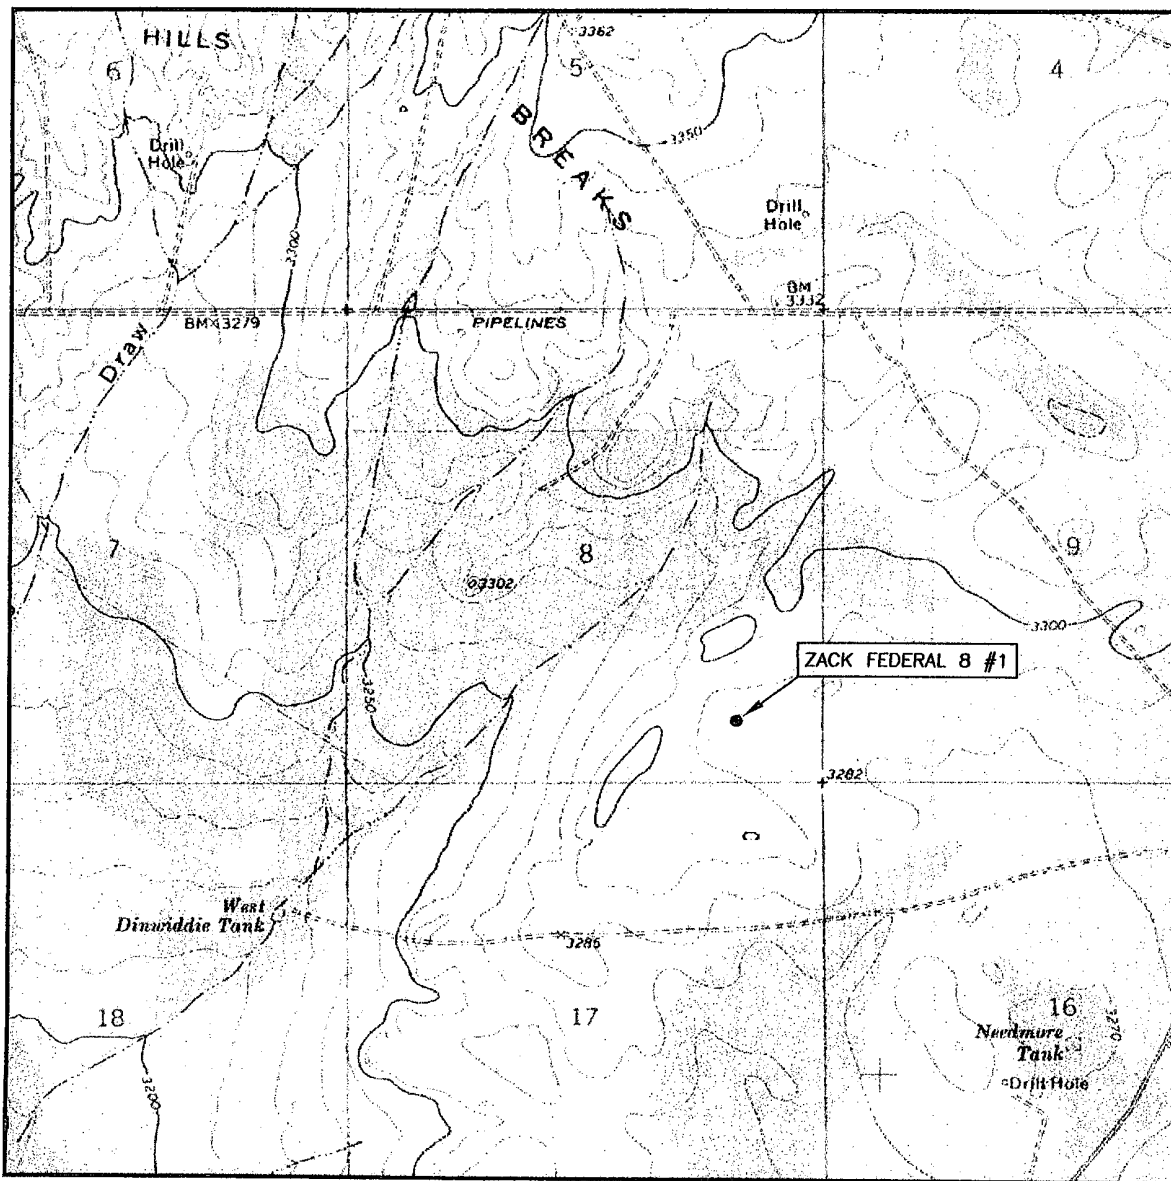 HILLS
3362
6
5
4
BREAKS
3350
Drill
Hole
Drill
Hole
3300
BM
3332
BM×3279
PIPELINES
Draw
7
8
9
3302
3300
ZACK FEDERAL 8 #1
3250
3282
West
Dinwiddie Tank
3286
18
17
16
Needmore
Tank
3270
Drill Hole
3200